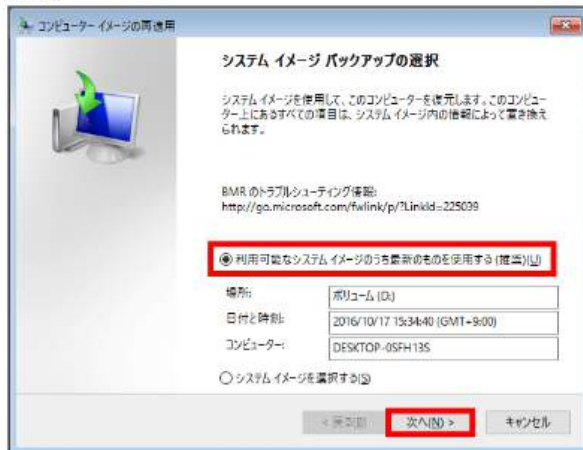 コンピューター イメージの再適用
システム イメージ バックアップの選択
システム イメージを使用して、このコンピューターを復元します。このコンピュー
ター上にあるすべての項目は、システム イメージ内の情報によって置き換え
られます。
BMR のトラブルシューティング情報:
http://go.microsoft.com/fwlink/p/?LinkId=225039
利用可能なシステム イメージのうち最新のものを使用する (推奨)(U)
場所: ボリューム (D:)
日付と時刻: 2016/10/17 15:34:40 (GMT+9:00)
コンピューター: DESKTOP-0SFH13S
システム イメージを選択する(S)
< 戻る(B) 次へ(N) > キャンセル